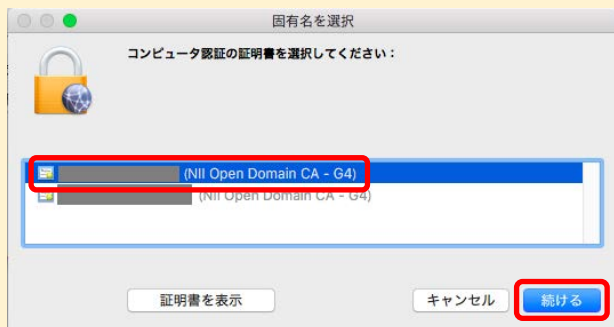 固有名を選択
コンピュータ認証の証明書を選択してください：
(NII Open Domain CA - G4)
(NII Open Domain CA - G4)
証明書を表示
キャンセル
続ける